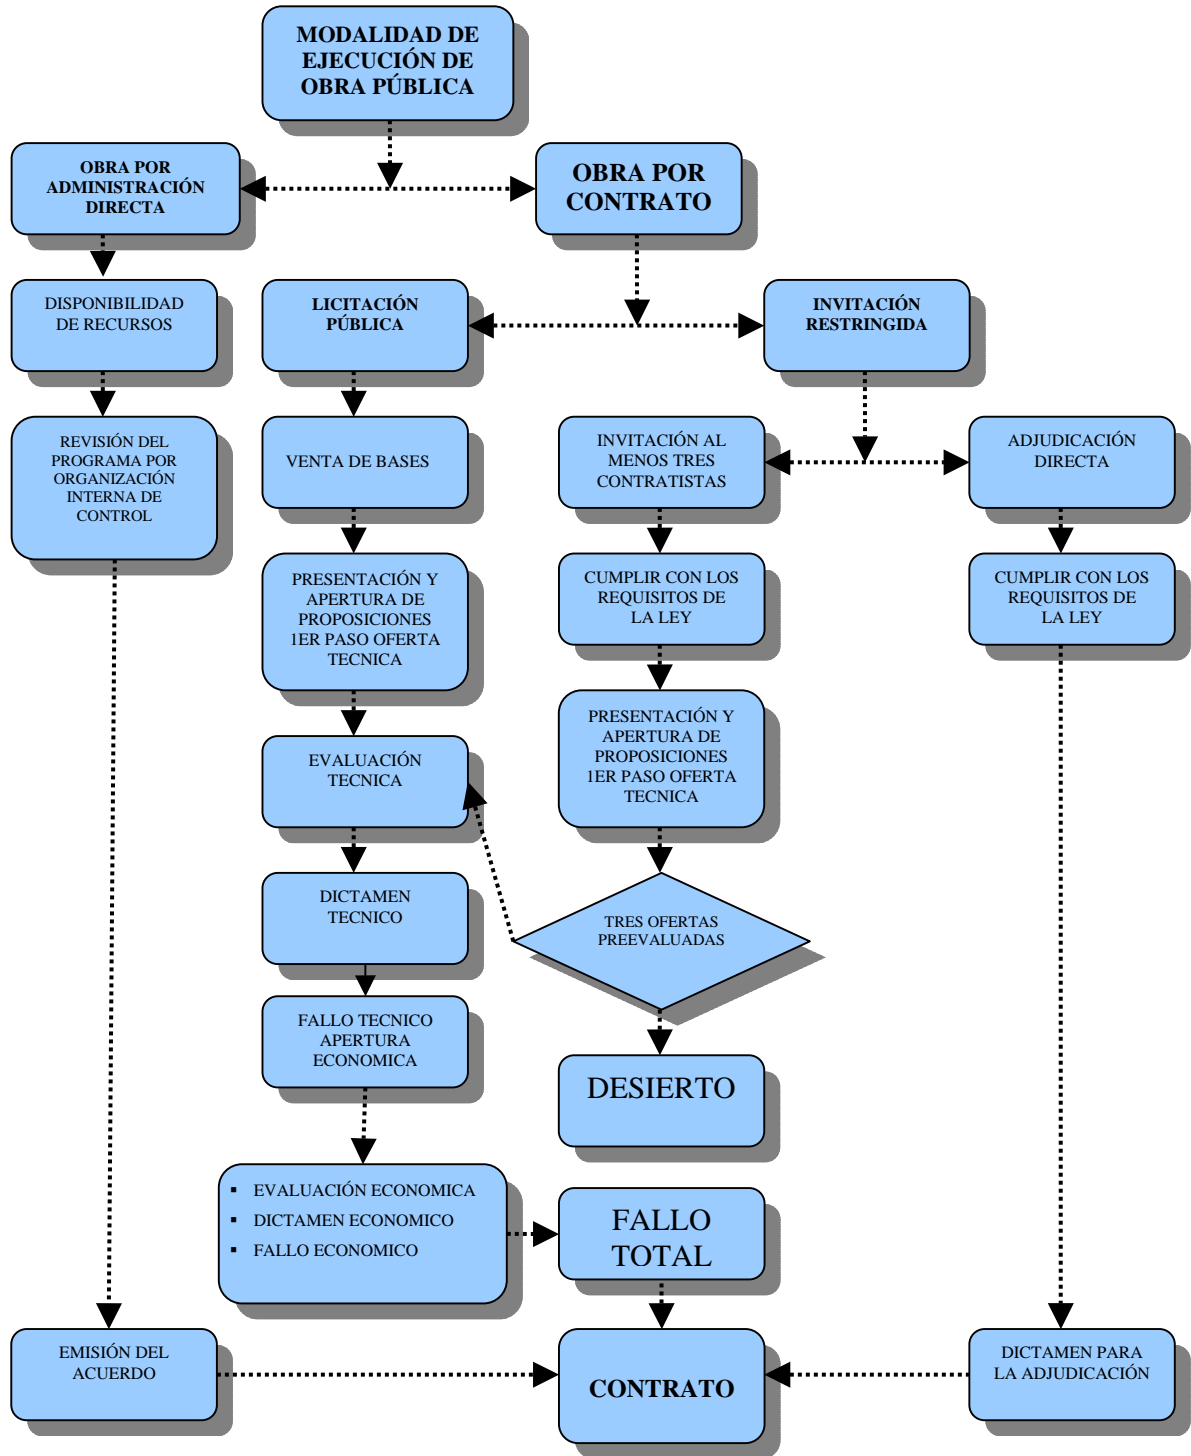 MODALIDAD DE
EJECUCIÓN DE
OBRA PÚBLICA
OBRA POR
ADMINISTRACIÓN
DIRECTA
OBRA POR
CONTRATO
DISPONIBILIDAD
DE RECURSOS
LICITACIÓN
PÚBLICA
INVITACIÓN
RESTRINGIDA
REVISIÓN DEL
PROGRAMA POR
ORGANIZACIÓN
INTERNA DE
CONTROL
VENTA DE BASES
INVITACIÓN AL
MENOS TRES
CONTRATISTAS
ADJUDICACIÓN
DIRECTA
PRESENTACIÓN Y
APERTURA DE
PROPOSICIONES
1ER PASO OFERTA
TECNICA
CUMPLIR CON LOS
REQUISITOS DE
LA LEY
CUMPLIR CON LOS
REQUISITOS DE
LA LEY
EVALUACIÓN
TECNICA
PRESENTACIÓN Y
APERTURA DE
PROPOSICIONES
1ER PASO OFERTA
TECNICA
DICTAMEN
TECNICO
TRES OFERTAS
PREEVALUADAS
FALLO TECNICO
APERTURA
ECONOMICA
DESIERTO
▪ EVALUACIÓN ECONOMICA
▪ DICTAMEN ECONOMICO
▪ FALLO ECONOMICO
FALLO
TOTAL
EMISIÓN DEL
ACUERDO
CONTRATO
DICTAMEN PARA
LA ADJUDICACIÓN